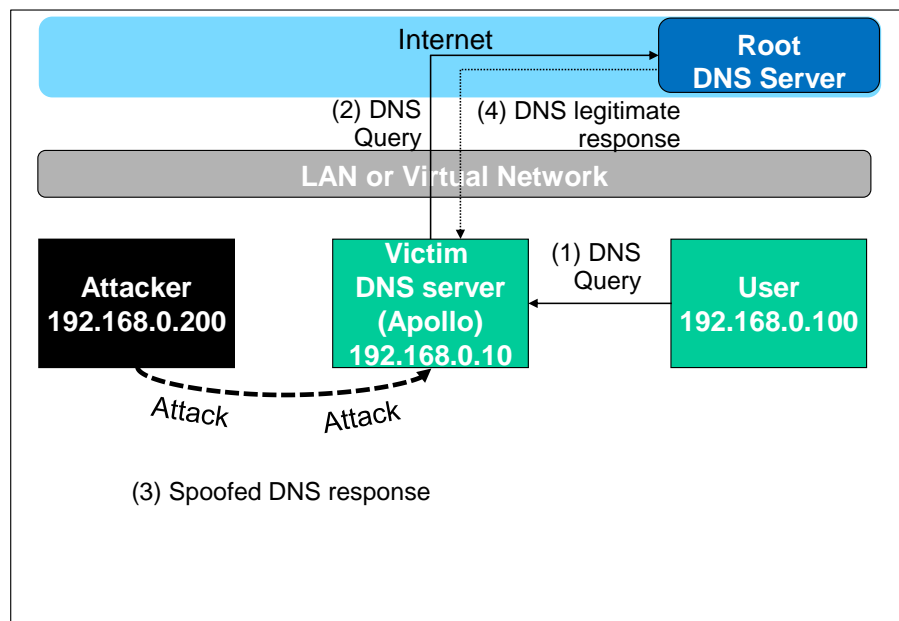 Internet
Root
DNS Server
(2) DNS
Query
(4) DNS legitimate
response
LAN or Virtual Network
Attacker
192.168.0.200
Victim
DNS server
(Apollo)
192.168.0.10
(1) DNS
Query
User
192.168.0.100
Attack
Attack
(3) Spoofed DNS response